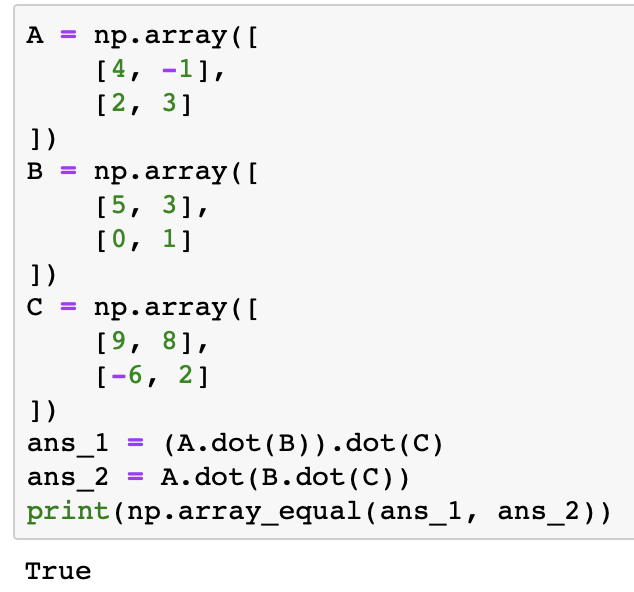 A = np.array([
    [4, -1],
    [2, 3]
])
B = np.array([
    [5, 3],
    [0, 1]
])
C = np.array([
    [9, 8],
    [-6, 2]
])
ans_1 = (A.dot(B)).dot(C)
ans_2 = A.dot(B.dot(C))
print(np.array_equal(ans_1, ans_2))
True